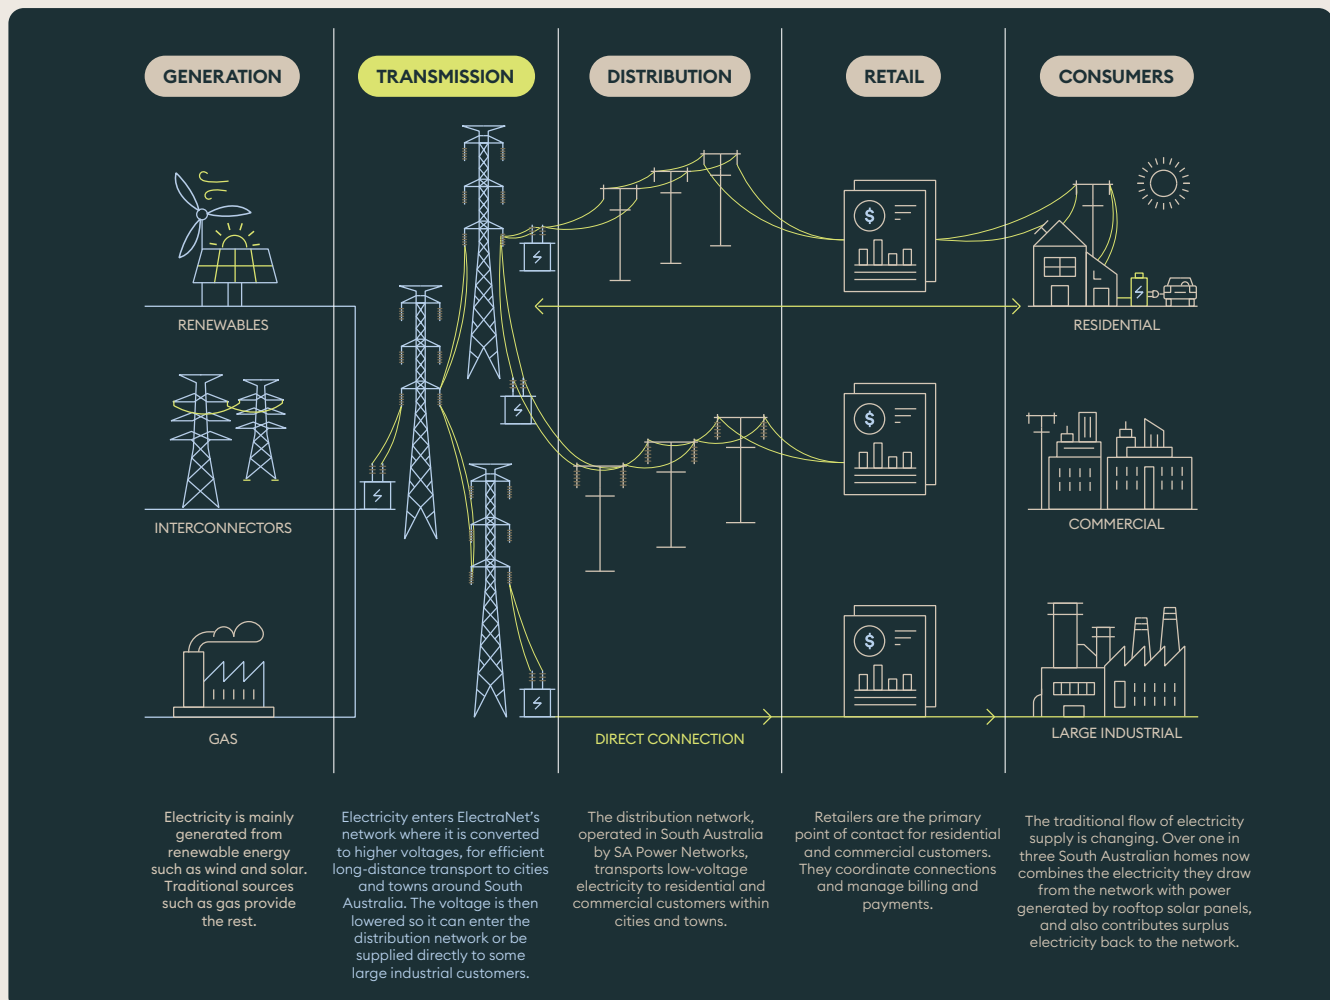 GENERATION
TRANSMISSION
DISTRIBUTION
RETAIL
CONSUMERS
$
RENEWABLES
RESIDENTIAL
$
INTERCONNECTORS
COMMERCIAL
$
GAS
DIRECT CONNECTION
LARGE INDUSTRIAL
Electricity is mainly
generated from
renewable energy
such as wind and solar.
Traditional sources
such as gas provide
the rest.
Electricity enters ElectraNet's
network where it is converted
to higher voltages, for efficient
long-distance transport to cities
and towns around South
Australia. The voltage is then
lowered so it can enter the
distribution network or be
supplied directly to some
large industrial customers.
The distribution network,
operated in South Australia
by SA Power Networks,
transports low-voltage
electricity to residential and
commercial customers within
cities and towns.
Retailers are the primary
point of contact for residential
and commercial customers.
They coordinate connections
and manage billing and
payments.
The traditional flow of electricity
supply is changing. Over one in
three South Australian homes now
combines the electricity they draw
from the network with power
generated by rooftop solar panels,
and also contributes surplus
electricity back to the network.